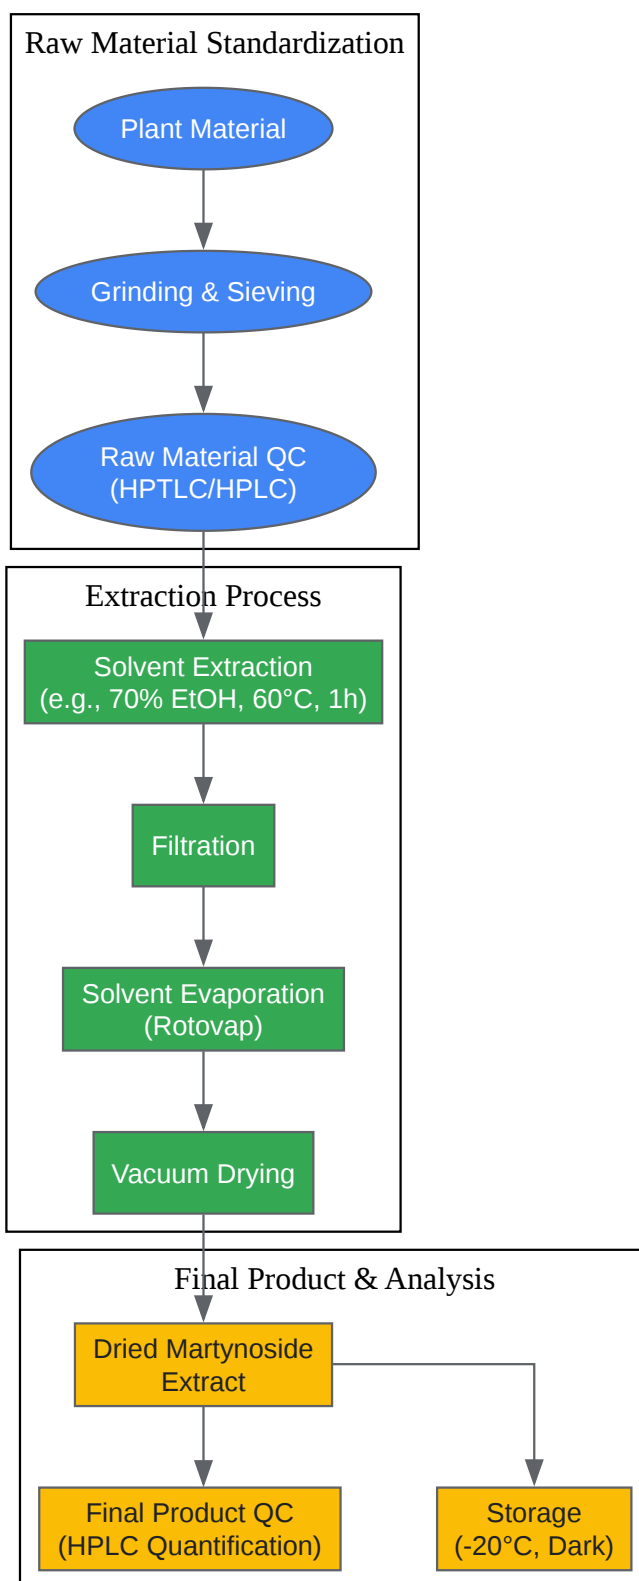 Raw Material Standardization
Plant Material
Grinding & Sieving
Raw Material QC
(HPTLC/HPLC)
Extraction Process
Solvent Extraction
(e.g., 70% EtOH, 60°C, 1h)
Filtration
Solvent Evaporation
(Rotovap)
Vacuum Drying
Final Product & Analysis
Dried Martynoside
Extract
Final Product QC
(HPLC Quantification)
Storage
(-20°C, Dark)